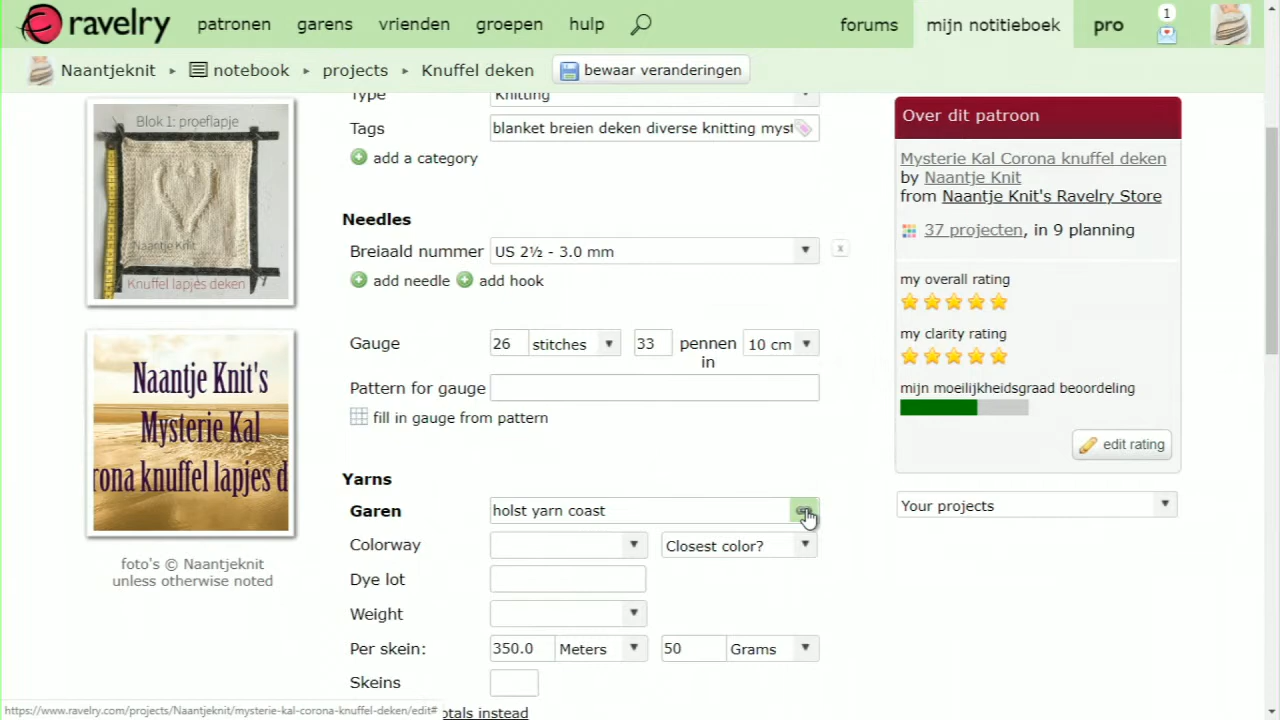 ravelry patronen garens vrienden groepen hulp forums mijn notitieboek pro 1
Naantjeknit ▸ notebook ▸ projects ▸ Knuffel deken bewaar veranderingen
Type Knitting
Tags blanket breien deken diverse knitting myst
add a category
Needles
Breiaald nummer US 2½ - 3.0 mm x
add needle add hook
Gauge 26 stitches 33 pennen in 10 cm
Pattern for gauge
fill in gauge from pattern
Yarns
Garen holst yarn coast
Colorway Closest color?
Dye lot
Weight
Per skein: 350.0 Meters 50 Grams
Skeins
otals instead
Blok 1: proeflapje
Naantje Knit
Knuffel lapjes deken
Naantje Knit's
Mysterie Kal
orona knuffel lapjes d
foto's © Naantjeknit
unless otherwise noted
Over dit patroon
Mysterie Kal Corona knuffel deken
by Naantje Knit
from Naantje Knit's Ravelry Store
37 projecten, in 9 planning
my overall rating
my clarity rating
mijn moeilijkheidsgraad beoordeling
edit rating
Your projects
https://www.ravelry.com/projects/Naantjeknit/mysterie-kal-corona-knuffel-deken/edit#